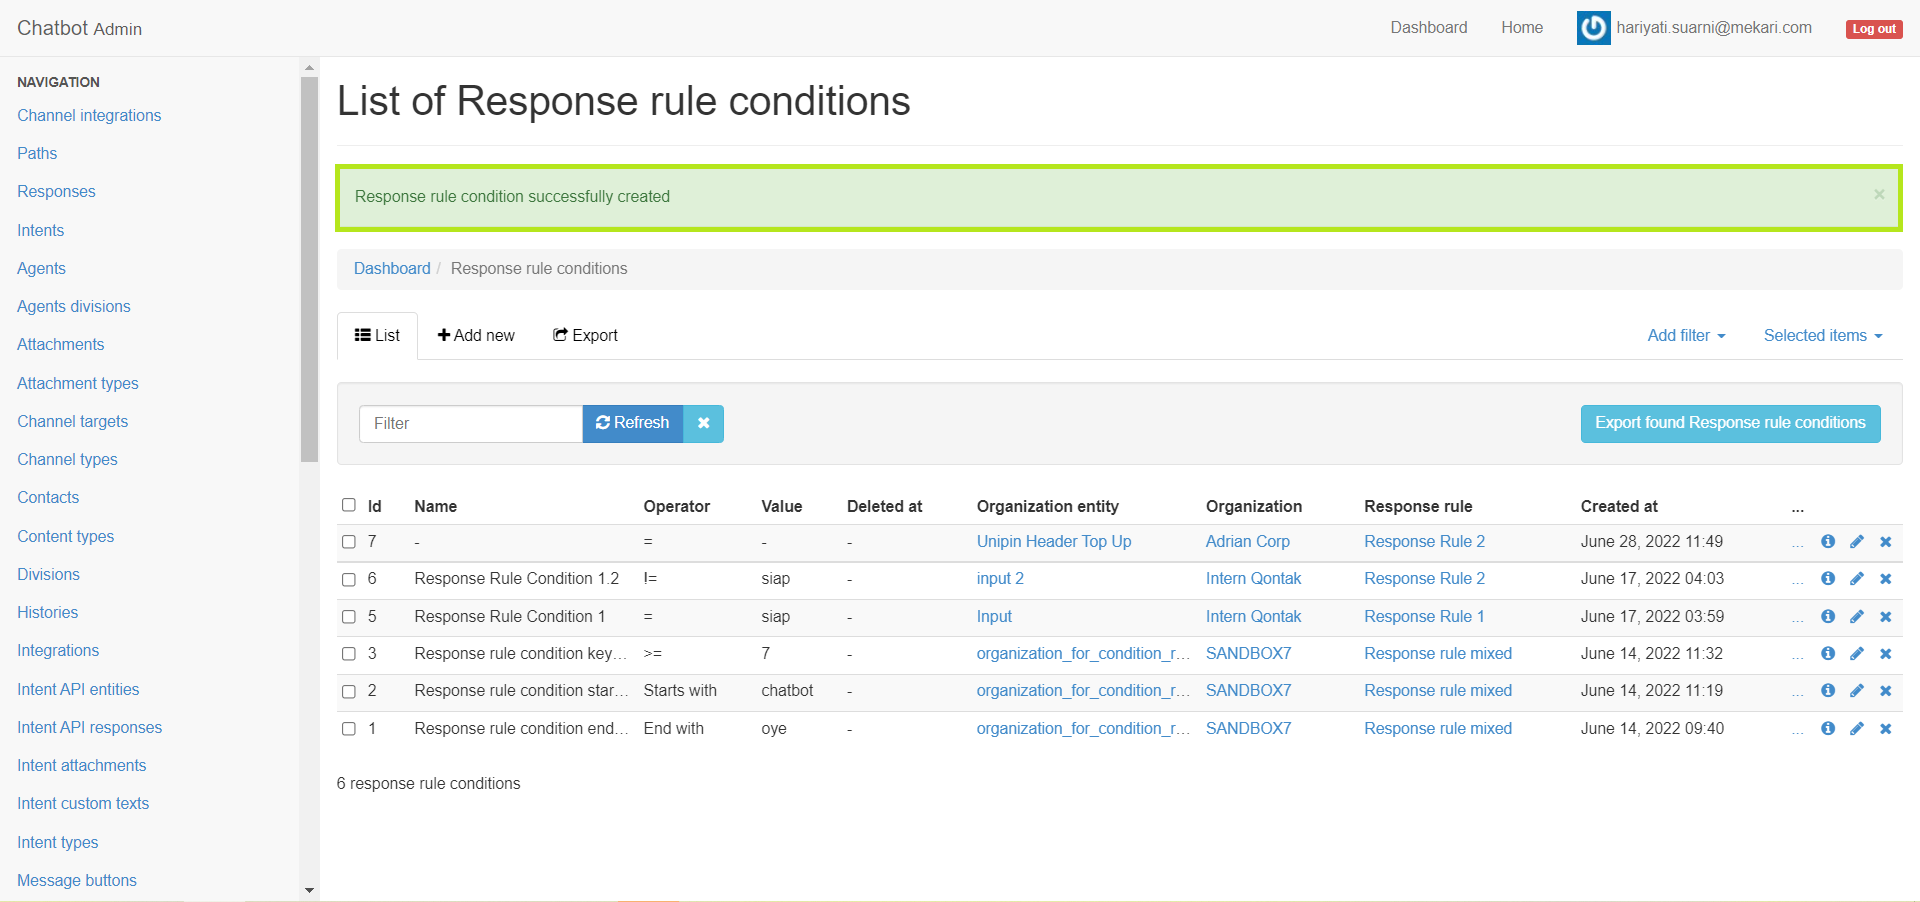 Chatbot Admin
Dashboard Home hariyati.suarni@mekari.com Log out
NAVIGATION
Channel integrations
Paths
Responses
Intents
Agents
Agents divisions
Attachments
Attachment types
Channel targets
Channel types
Contacts
Content types
Divisions
Histories
Integrations
Intent API entities
Intent API responses
Intent attachments
Intent custom texts
Intent types
Message buttons
List of Response rule conditions
Response rule condition successfully created ×
Dashboard / Response rule conditions
List Add new Export Add filter Selected items
Filter Refresh Export found Response rule conditions
Id Name Operator Value Deleted at Organization entity Organization Response rule Created at ...
7 - = - - Unipin Header Top Up Adrian Corp Response Rule 2 June 28, 2022 11:49 ...
6 Response Rule Condition 1.2 != siap - input 2 Intern Qontak Response Rule 2 June 17, 2022 04:03 ...
5 Response Rule Condition 1 = siap - Input Intern Qontak Response Rule 1 June 17, 2022 03:59 ...
3 Response rule condition key... >= 7 - organization_for_condition_r... SANDBOX7 Response rule mixed June 14, 2022 11:32 ...
2 Response rule condition star... Starts with chatbot - organization_for_condition_r... SANDBOX7 Response rule mixed June 14, 2022 11:19 ...
1 Response rule condition end... End with oye - organization_for_condition_r... SANDBOX7 Response rule mixed June 14, 2022 09:40 ...
6 response rule conditions